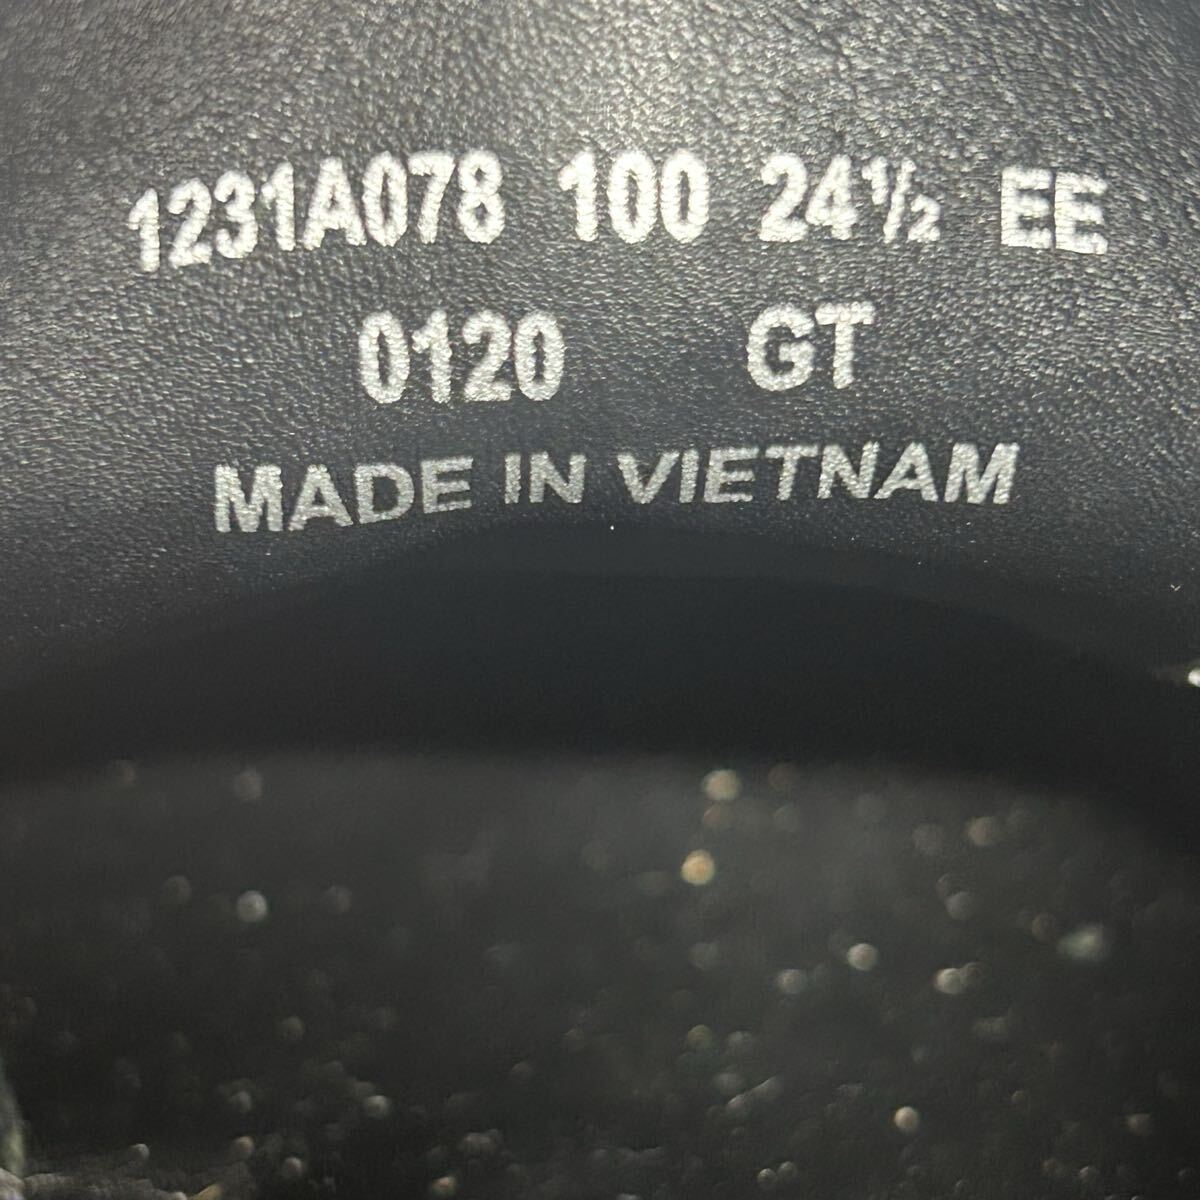 1231A078 100 24½ EE
0120 GT
MADE IN VIETNAM